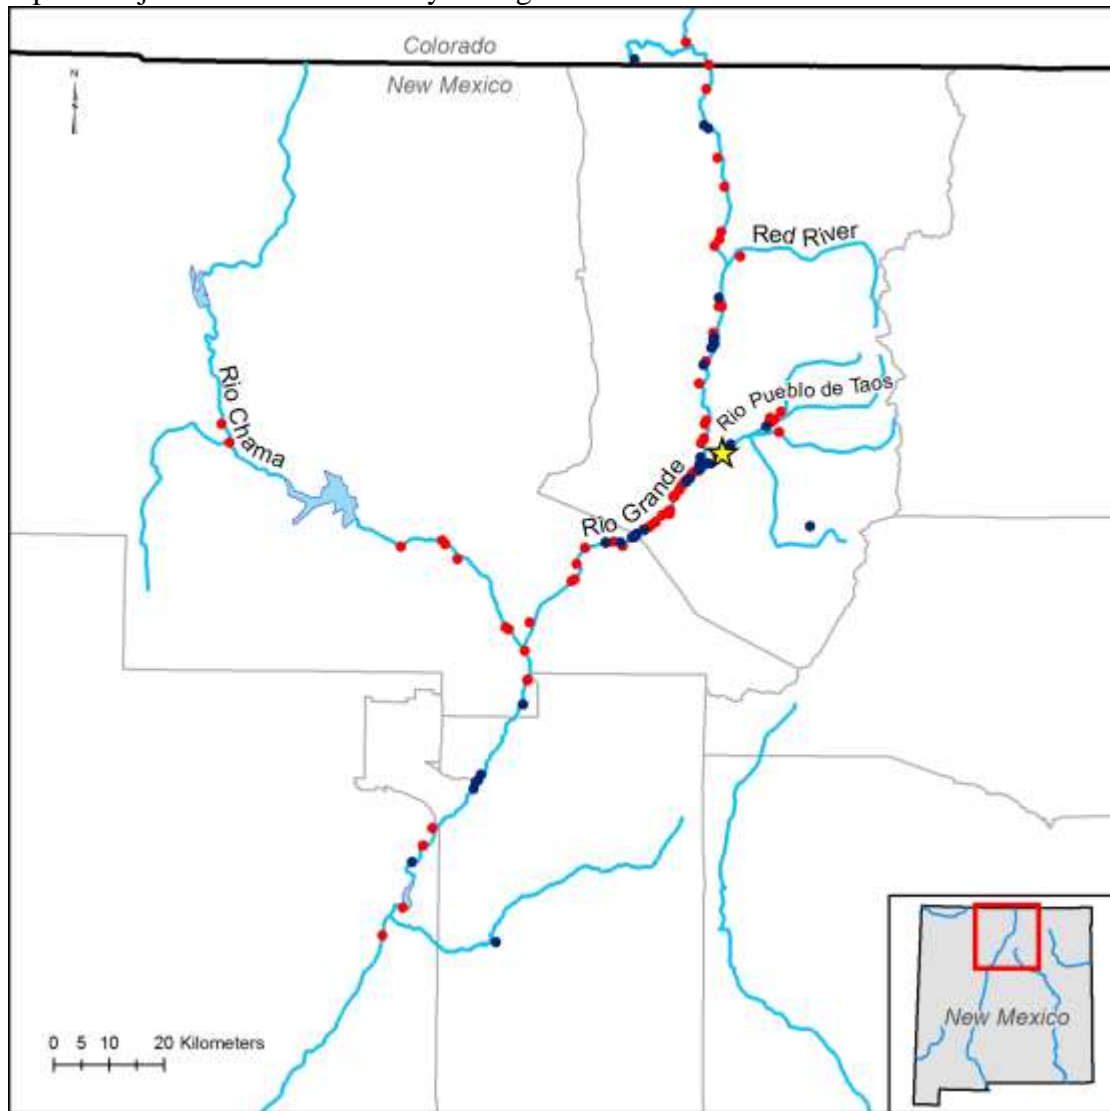 Colorado
New Mexico
N
Red River
Rio Pueblo de Taos
Rio Chama
Rio Grande
0 5 10 20 Kilometers
New Mexico